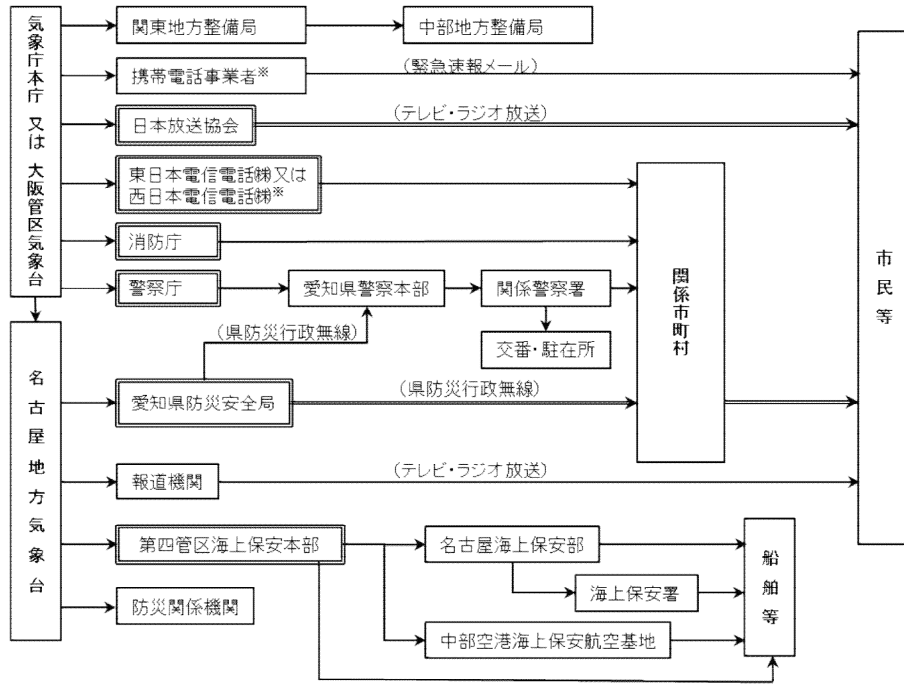 気象庁本庁 又は 大阪管区気象台
関東地方整備局
中部地方整備局
携帯電話事業者※
(緊急速報メール)
日本放送協会
(テレビ・ラジオ放送)
東日本電信電話㈱又は
西日本電信電話㈱※
消防庁
警察庁
愛知県警察本部
関係警察署
交番・駐在所
(県防災行政無線)
名古屋地方気象台
愛知県防災安全局
(県防災行政無線)
関係市町村
市民等
報道機関
(テレビ・ラジオ放送)
第四管区海上保安本部
名古屋海上保安部
海上保安署
中部空港海上保安航空基地
船舶等
防災関係機関